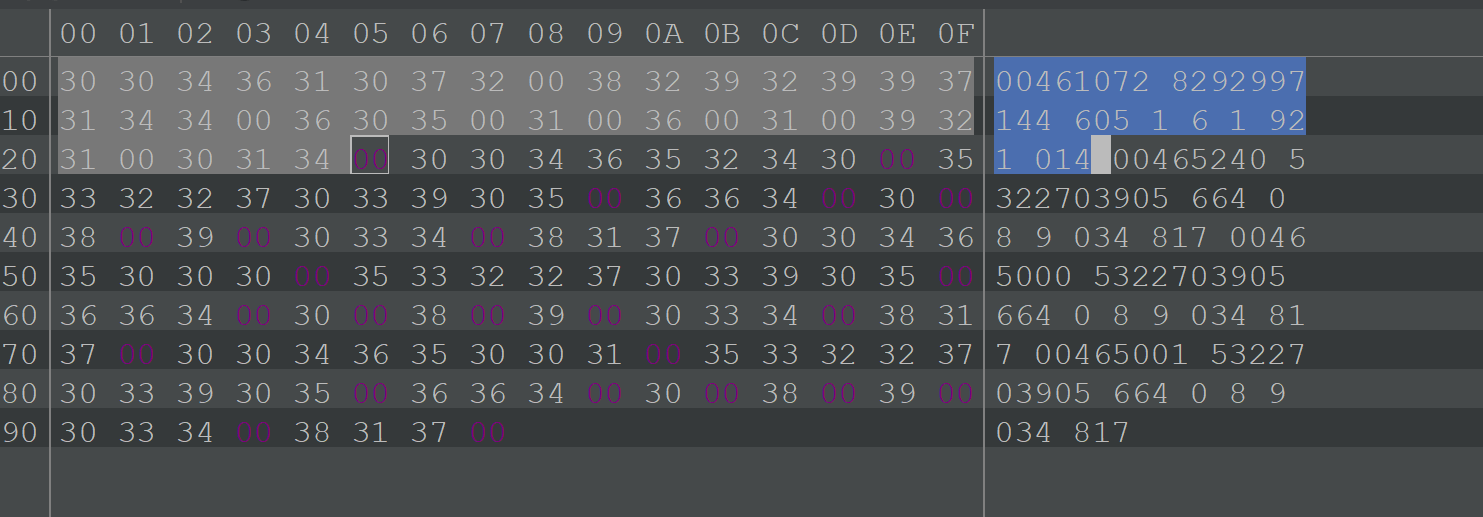 00 01 02 03 04 05 06 07 08 09 0A 0B 0C 0D 0E 0F
00 30 30 34 36 31 30 37 32 00 38 32 39 32 39 39 37 00461072 8292997
10 31 34 34 00 36 30 35 00 31 00 36 00 31 00 39 32 144 605 1 6 1 92
20 31 00 30 31 34 00 30 30 34 36 35 32 34 30 00 35 1 014 00465240 5
30 33 32 32 37 30 33 39 30 35 00 36 36 34 00 30 00 322703905 664 0
40 38 00 39 00 30 33 34 00 38 31 37 00 30 30 34 36 8 9 034 817 0046
50 35 30 30 30 00 35 33 32 32 37 30 33 39 30 35 00 5000 5322703905
60 36 36 34 00 30 00 38 00 39 00 30 33 34 00 38 31 664 0 8 9 034 81
70 37 00 30 30 34 36 35 30 30 31 00 35 33 32 32 37 7 00465001 53227
80 30 33 39 30 35 00 36 36 34 00 30 00 38 00 39 00 03905 664 0 8 9
90 30 33 34 00 38 31 37 00 034 817